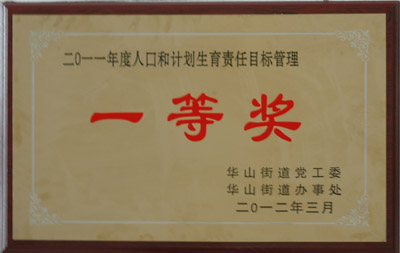 二〇一一年度人口和计划生育责任目标管理
一等奖
华山街道党工委
华山街道办事处
二〇一二年三月